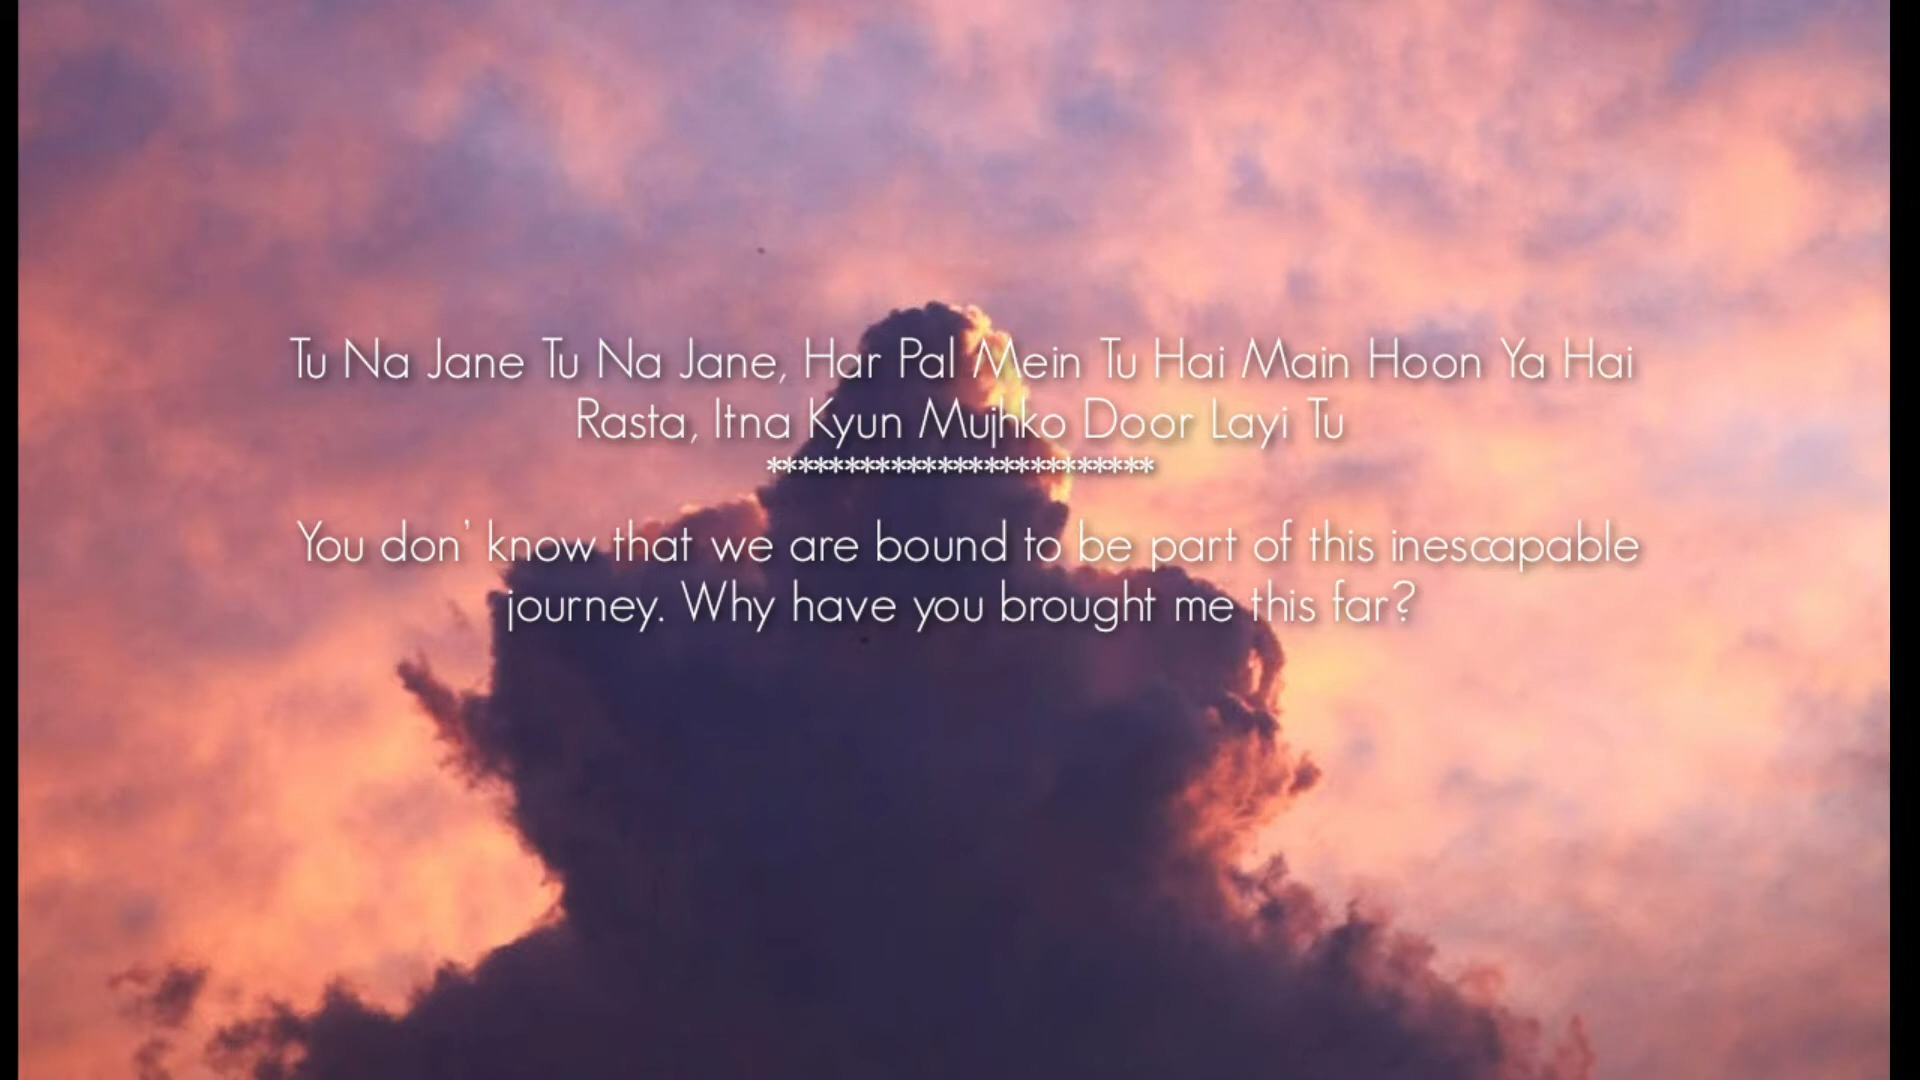 Tu Na Jane Tu Na Jane, Har Pal Mein Tu Hai Main Hoon Ya Hai
Rasta, Itna Kyun Mujhko Door Layi Tu
*************************
You don' know that we are bound to be part of this inescapable
journey. Why have you brought me this far?